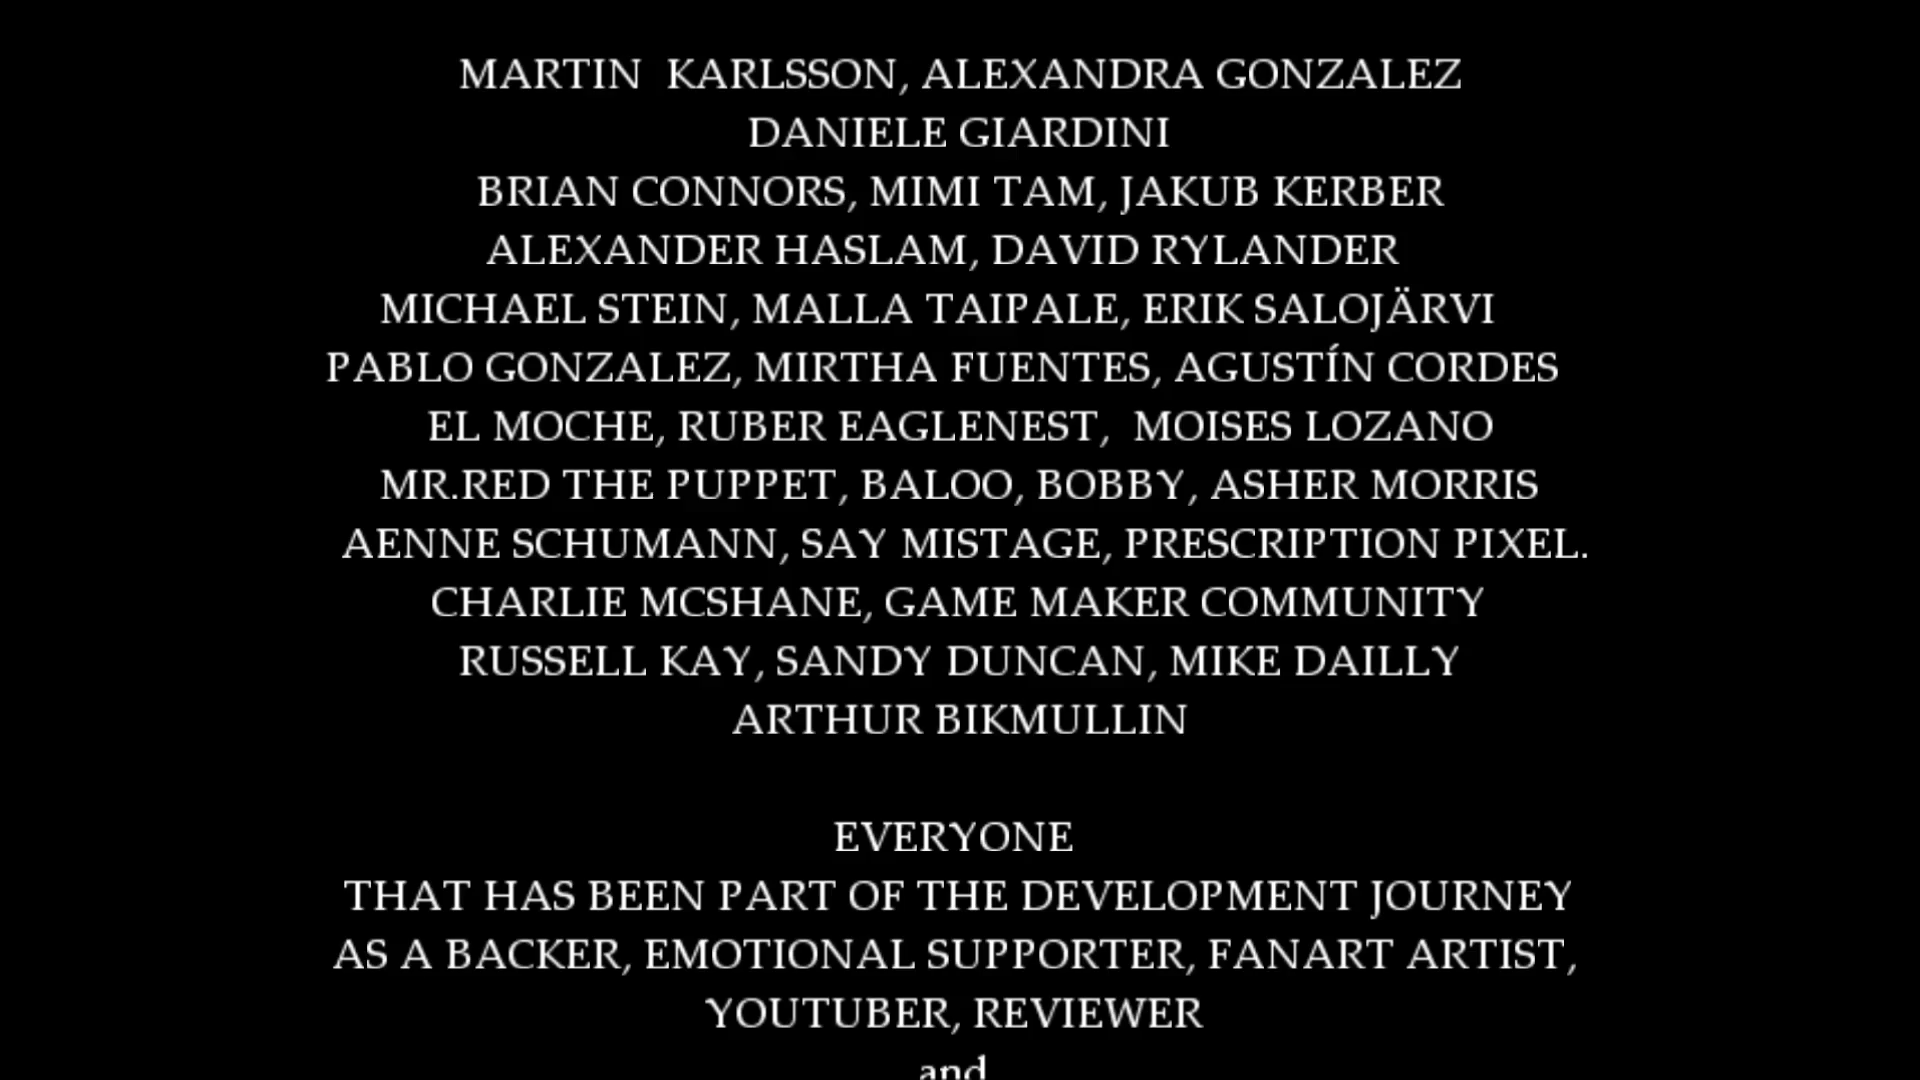 MARTIN  KARLSSON, ALEXANDRA GONZALEZ
DANIELE GIARDINI
BRIAN CONNORS, MIMI TAM, JAKUB KERBER
ALEXANDER HASLAM, DAVID RYLANDER
MICHAEL STEIN, MALLA TAIPALE, ERIK SALOJÄRVI
PABLO GONZALEZ, MIRTHA FUENTES, AGUSTÍN CORDES
EL MOCHE, RUBER EAGLENEST,  MOISES LOZANO
MR.RED THE PUPPET, BALOO, BOBBY, ASHER MORRIS
AENNE SCHUMANN, SAY MISTAGE, PRESCRIPTION PIXEL.
CHARLIE MCSHANE, GAME MAKER COMMUNITY
RUSSELL KAY, SANDY DUNCAN, MIKE DAILLY
ARTHUR BIKMULLIN
EVERYONE
THAT HAS BEEN PART OF THE DEVELOPMENT JOURNEY
AS A BACKER, EMOTIONAL SUPPORTER, FANART ARTIST,
YOUTUBER, REVIEWER
and